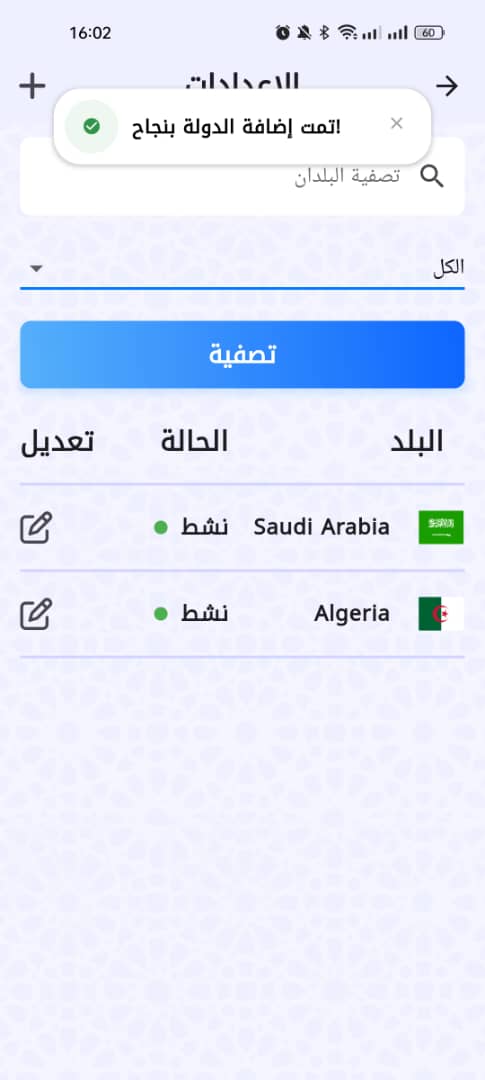 16:02
60
الاعدادات
!تمت إضافة الدولة بنجاح
تصفية البلدان
الكل
تصفية
البلد الحالة تعديل
Saudi Arabia نشط
Algeria نشط